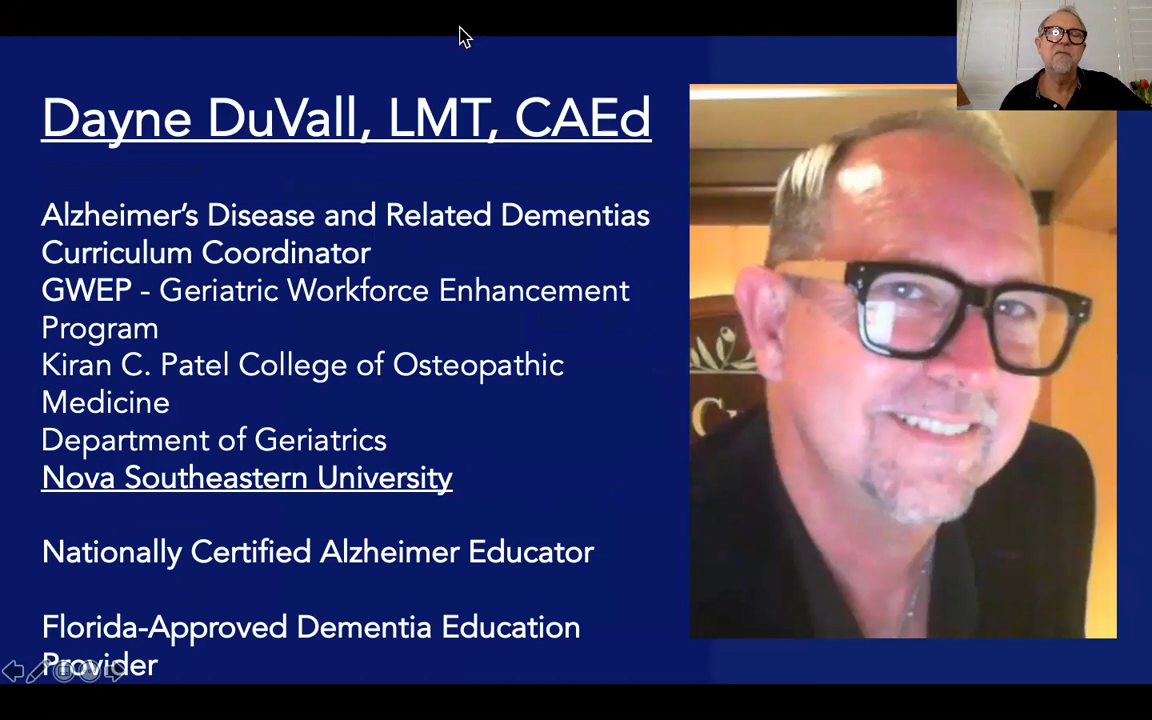 Dayne DuVall, LMT, CAEd
Alzheimer’s Disease and Related Dementias
Curriculum Coordinator
GWEP - Geriatric Workforce Enhancement
Program
Kiran C. Patel College of Osteopathic
Medicine
Department of Geriatrics
Nova Southeastern University
Nationally Certified Alzheimer Educator
Florida-Approved Dementia Education
Provider